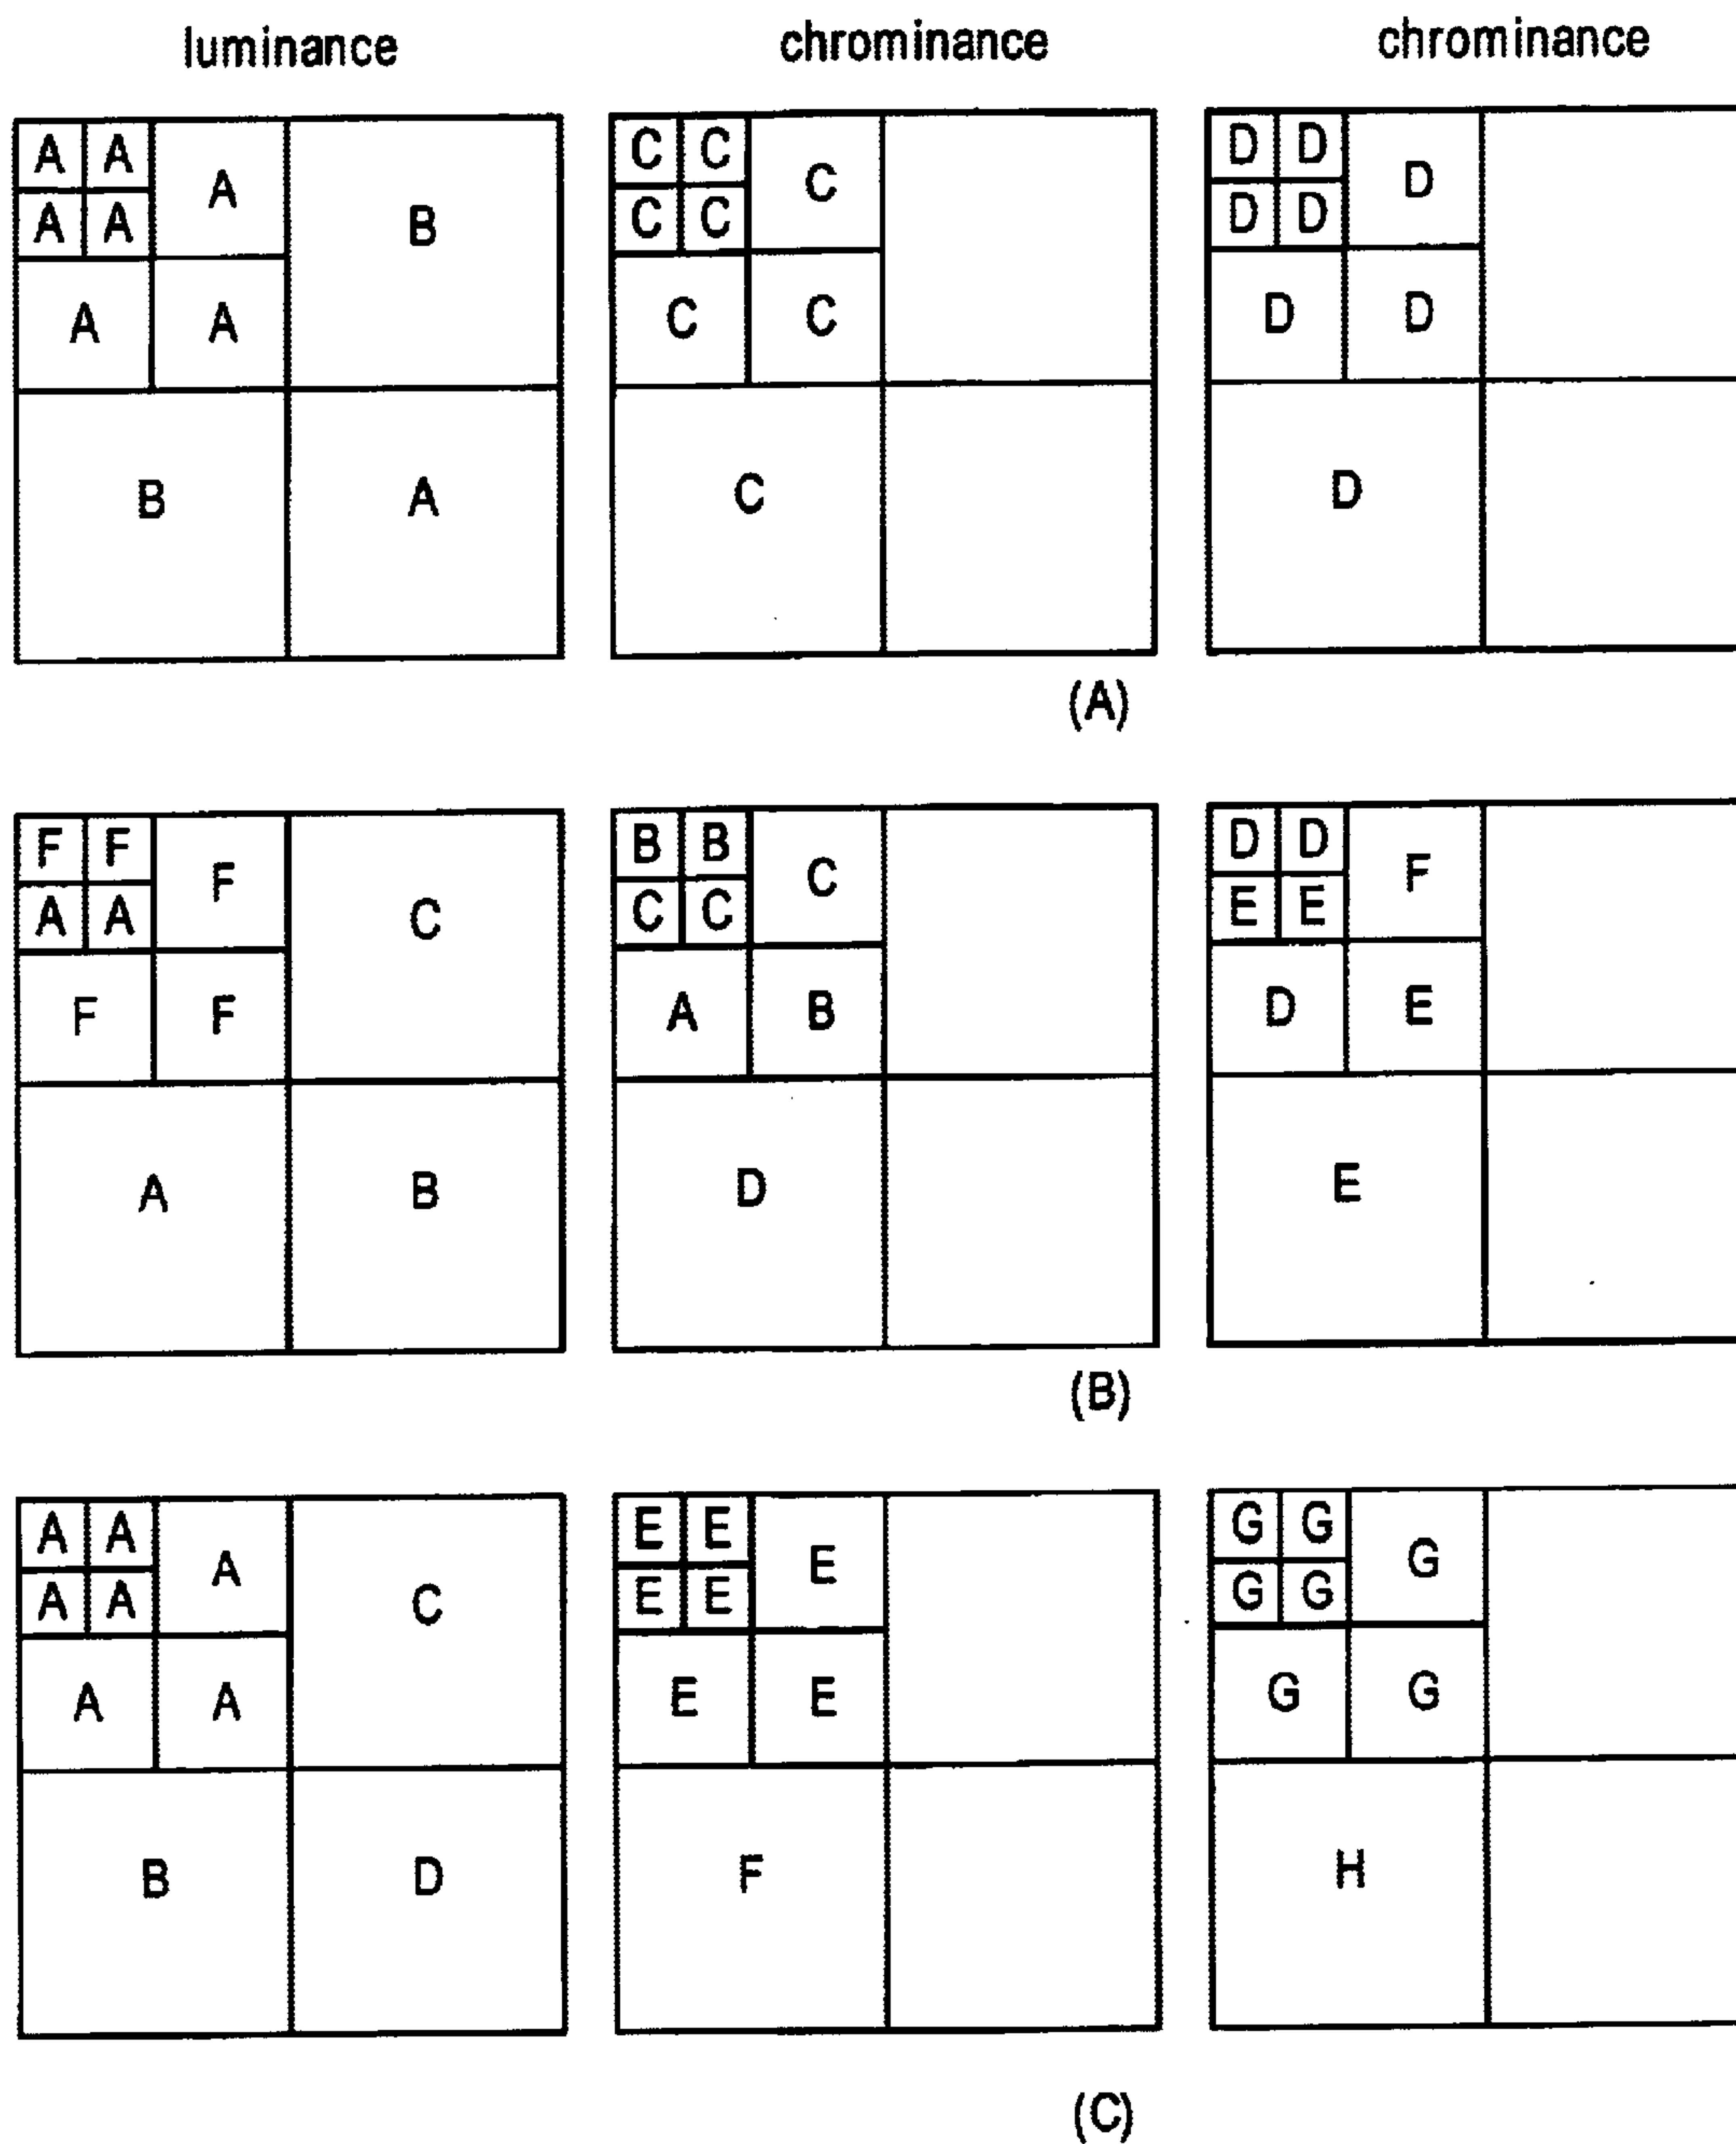 luminance chrominance chrominance
A A A B C C C D D D
A A C C D D
A A C C D D
B A C D
(A)
F F F C B B C D D F
A A C C E E
F F A B D E
A B D E
(B)
A A A C E E E G G G
A A E E G G
A A E E G G
B D F H
(C)